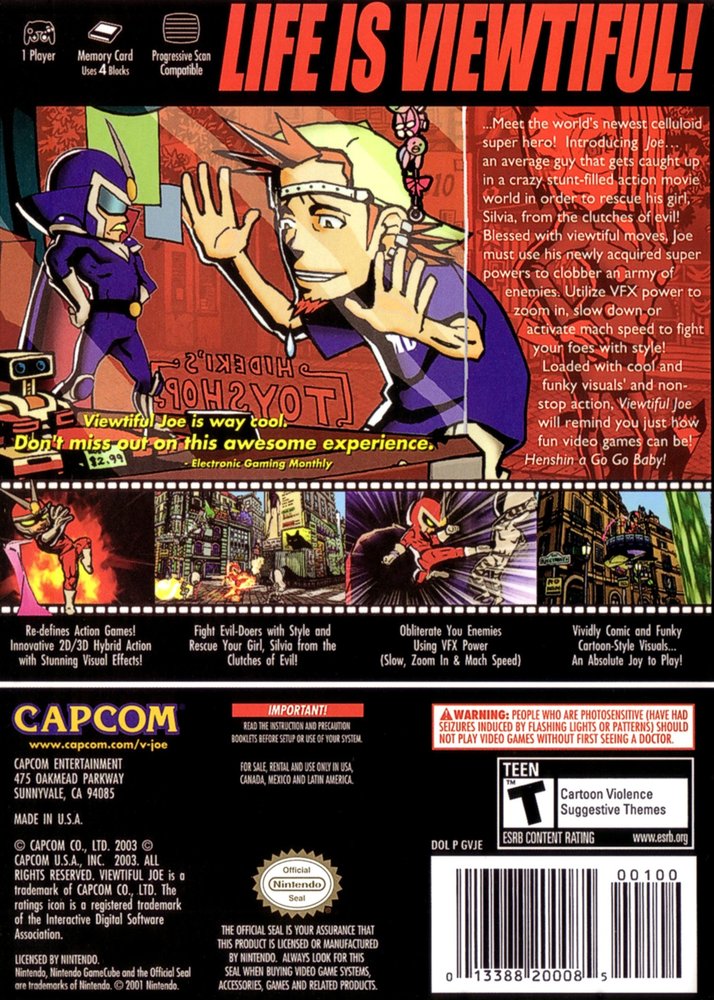 1 Player
Memory Card
Uses 4 Blocks
Progressive Scan
Compatible
LIFE IS VIEWTIFUL!
...Meet the world's newest celluloid
super hero! Introducing Joe...
an average guy that gets caught up
in a crazy stunt-filled action movie
world in order to rescue his girl,
Silvia, from the clutches of evil!
Blessed with viewtiful moves, Joe
must use his newly acquired super
powers to clobber an army of
enemies. Utilize VFX power to
zoom in, slow down or
activate mach speed to fight
your foes with style!
Loaded with cool and
funky visuals' and non-
stop action, Viewtiful Joe
will remind you just how
fun video games can be!
Henshin a Go Go Baby!
10
HIDEKI'S
TOYSHOP
Viewtiful Joe is way cool.
Don't miss out on this awesome experience.
- Electronic Gaming Monthly
$2.99
Re-defines Action Games!
Innovative 2D/3D Hybrid Action
with Stunning Visual Effects!
Fight Evil-Doers with Style and
Rescue Your Girl, Silvia from the
Clutches of Evil!
Obliterate You Enemies
Using VFX Power
(Slow, Zoom In & Mach Speed)
Vividly Comic and Funky
Cartoon-Style Visuals...
An Absolute Joy to Play!
CAPCOM
www.capcom.com/v-joe
CAPCOM ENTERTAINMENT
475 OAKMEAD PARKWAY
SUNNYVALE, CA 94085
MADE IN U.S.A.
© CAPCOM CO., LTD. 2003 ©
CAPCOM U.S.A., INC. 2003. ALL
RIGHTS RESERVED. VIEWTIFUL JOE is a
trademark of CAPCOM CO., LTD. The
ratings icon is a registered trademark
of the Interactive Digital Software
Association.
LICENSED BY NINTENDO.
Nintendo, Nintendo GameCube and the Official Seal
are trademarks of Nintendo. © 2001 Nintendo.
IMPORTANT!
READ THE INSTRUCTION AND PRECAUTION
BOOKLETS BEFORE SETUP OR USE OF YOUR SYSTEM.
FOR SALE, RENTAL AND USE ONLY IN USA,
CANADA, MEXICO AND LATIN AMERICA.
Official
Nintendo
Seal
THE OFFICIAL SEAL IS YOUR ASSURANCE THAT
THIS PRODUCT IS LICENSED OR MANUFACTURED
BY NINTENDO. ALWAYS LOOK FOR THIS
SEAL WHEN BUYING VIDEO GAME SYSTEMS,
ACCESSORIES, GAMES AND RELATED PRODUCTS.
WARNING: PEOPLE WHO ARE PHOTOSENSITIVE (HAVE HAD
SEIZURES INDUCED BY FLASHING LIGHTS OR PATTERNS) SHOULD
NOT PLAY VIDEO GAMES WITHOUT FIRST SEEING A DOCTOR.
TEEN
T
Cartoon Violence
Suggestive Themes
ESRB CONTENT RATING
www.esrb.org
DOL P GVJE
00100
0 13388 20008 5